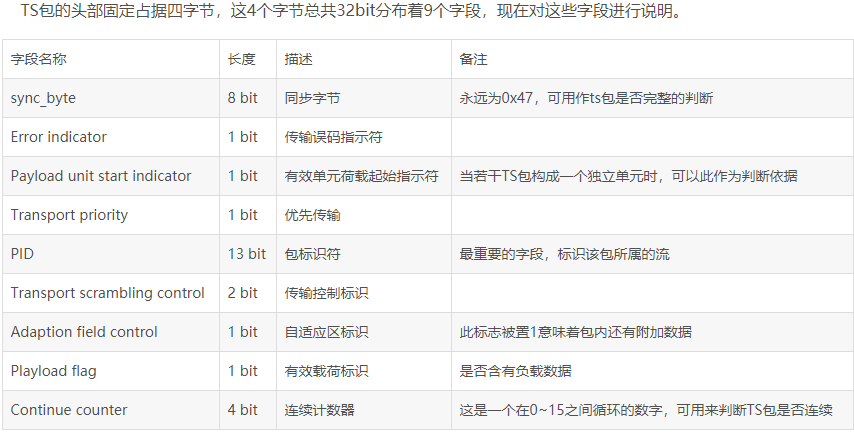 TS包的头部固定占据四字节，这4个字节总共32bit分布着9个字段，现在对这些字段进行说明。
字段名称 长度 描述 备注
sync_byte 8 bit 同步字节 永远为0x47，可用作ts包是否完整的判断
Error indicator 1 bit 传输误码指示符
Payload unit start indicator 1 bit 有效单元荷载起始指示符 当若干TS包构成一个独立单元时，可以此作为判断依据
Transport priority 1 bit 优先传输
PID 13 bit 包标识符 最重要的字段，标识该包所属的流
Transport scrambling control 2 bit 传输控制标识
Adaption field control 1 bit 自适应区标识 此标志被置1意味着包内还有附加数据
Playload flag 1 bit 有效载荷标识 是否含有负载数据
Continue counter 4 bit 连续计数器 这是一个在0~15之间循环的数字，可用来判断TS包是否连续